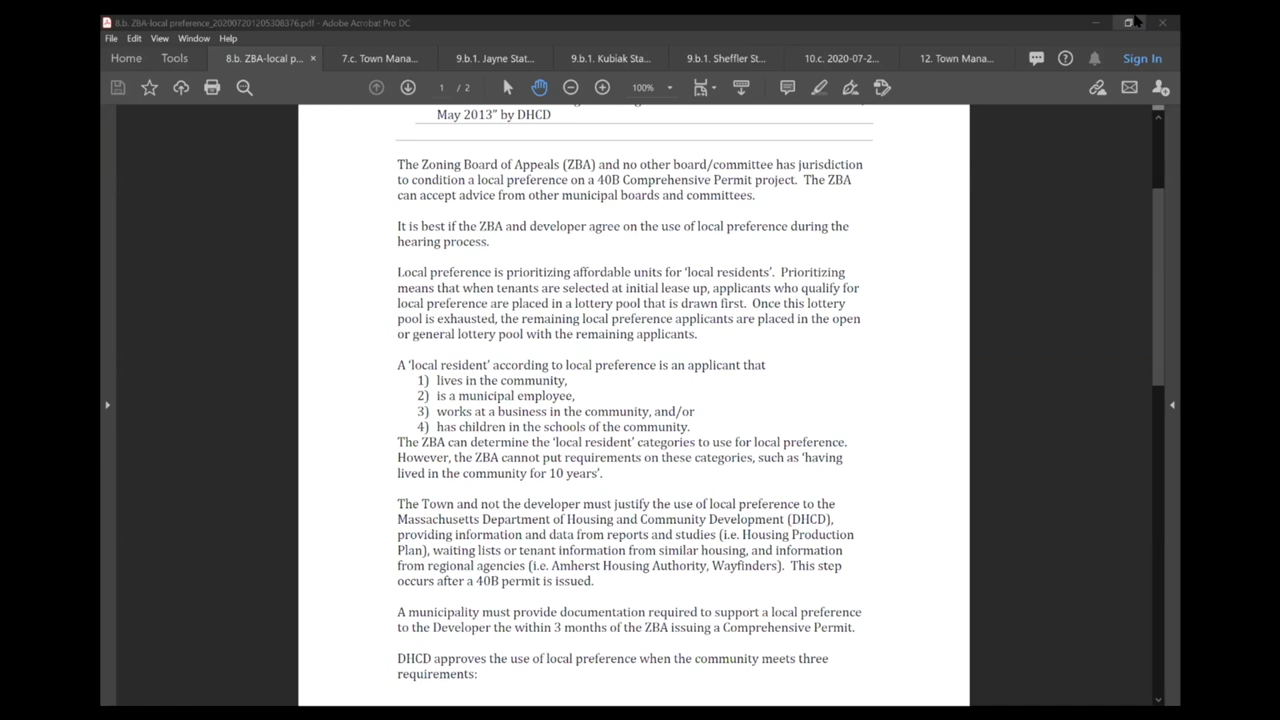 8.b. ZBA-local preference_202007201205308376.pdf - Adobe Acrobat Pro DC
File Edit View Window Help
Home Tools 8.b. ZBA-local p... × 7.c. Town Mana... 9.b.1. Jayne Stat... 9.b.1. Kubiak Sta... 9.b.1. Sheffler St... 10.c. 2020-07-2... 12. Town Mana... Sign In
1 / 2 100%
May 2013” by DHCD
The Zoning Board of Appeals (ZBA) and no other board/committee has jurisdiction
to condition a local preference on a 40B Comprehensive Permit project. The ZBA
can accept advice from other municipal boards and committees.
It is best if the ZBA and developer agree on the use of local preference during the
hearing process.
Local preference is prioritizing affordable units for ‘local residents’. Prioritizing
means that when tenants are selected at initial lease up, applicants who qualify for
local preference are placed in a lottery pool that is drawn first. Once this lottery
pool is exhausted, the remaining local preference applicants are placed in the open
or general lottery pool with the remaining applicants.
A ‘local resident’ according to local preference is an applicant that
1) lives in the community,
2) is a municipal employee,
3) works at a business in the community, and/or
4) has children in the schools of the community.
The ZBA can determine the ‘local resident’ categories to use for local preference.
However, the ZBA cannot put requirements on these categories, such as ‘having
lived in the community for 10 years’.
The Town and not the developer must justify the use of local preference to the
Massachusetts Department of Housing and Community Development (DHCD),
providing information and data from reports and studies (i.e. Housing Production
Plan), waiting lists or tenant information from similar housing, and information
from regional agencies (i.e. Amherst Housing Authority, Wayfinders). This step
occurs after a 40B permit is issued.
A municipality must provide documentation required to support a local preference
to the Developer the within 3 months of the ZBA issuing a Comprehensive Permit.
DHCD approves the use of local preference when the community meets three
requirements: